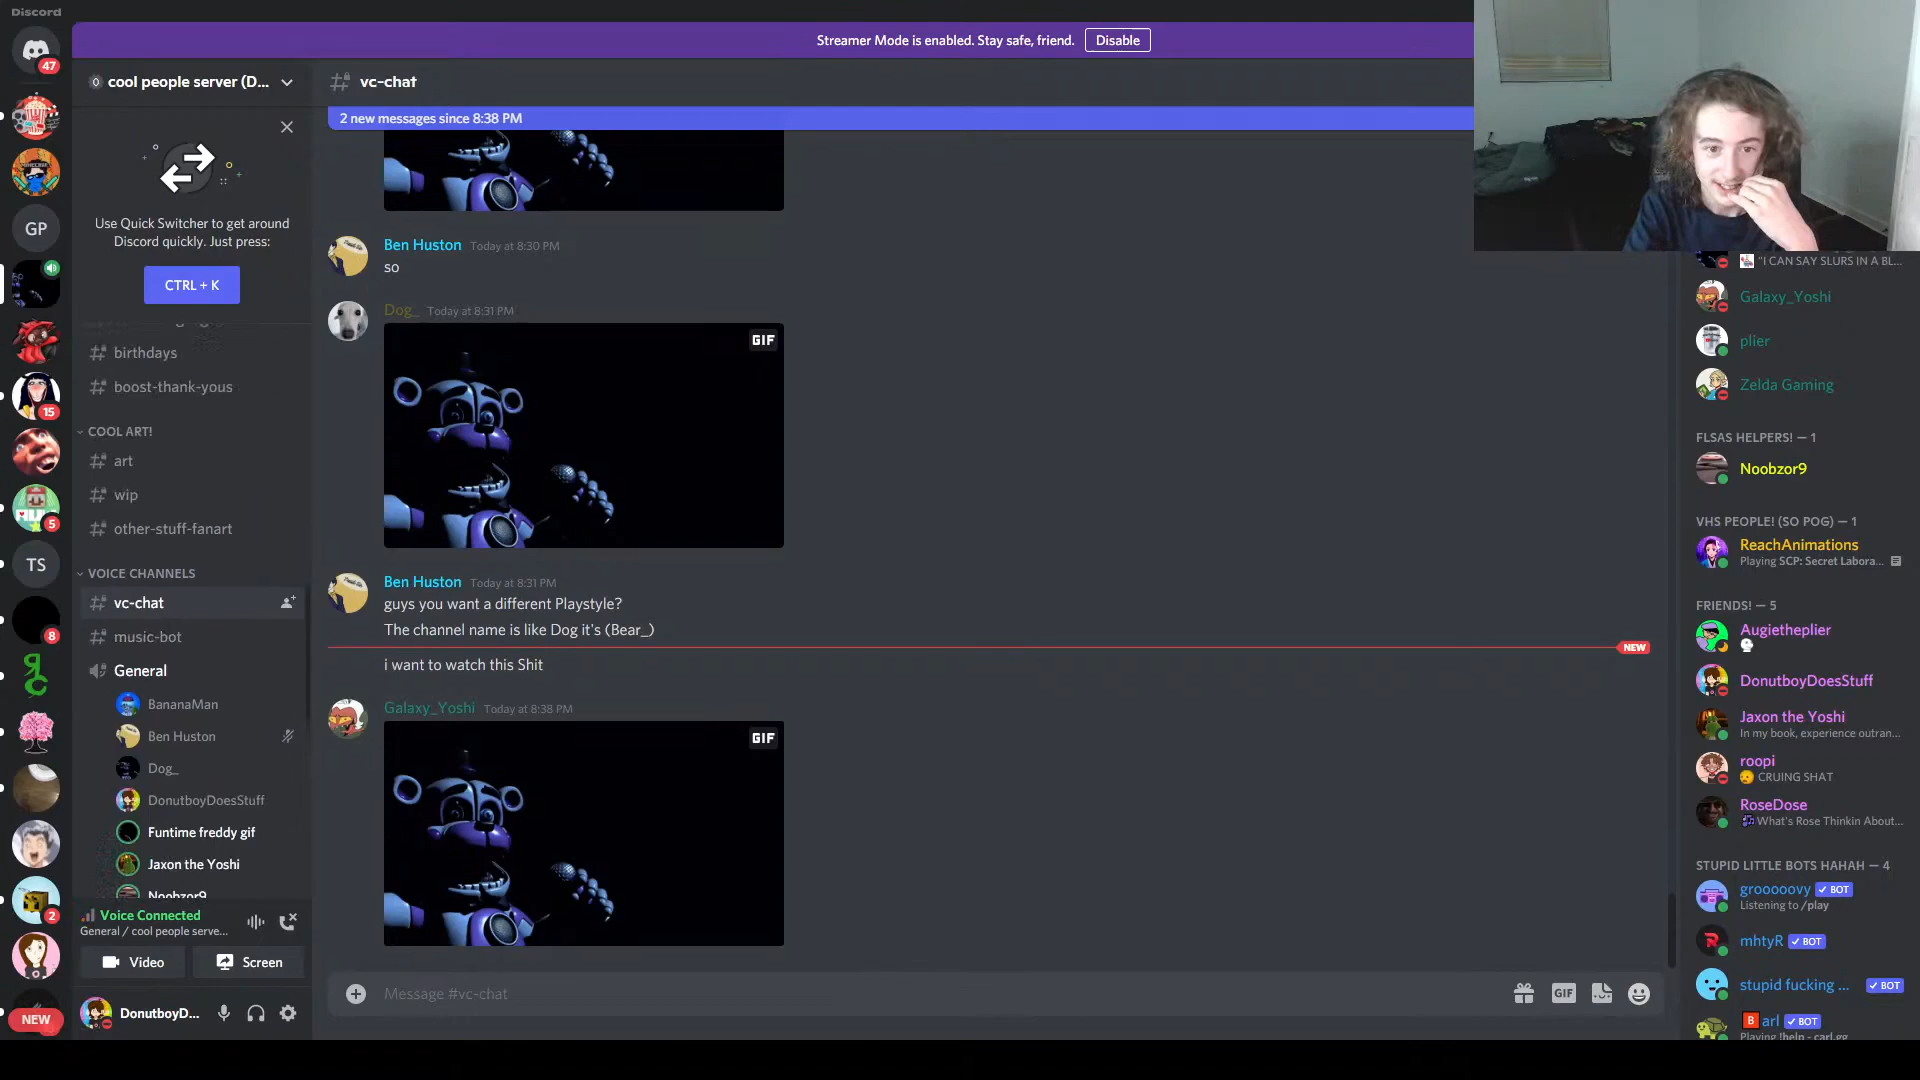 Discord
Streamer Mode is enabled. Stay safe, friend.
Disable
47
GP
15
5
TS
8
2
NEW
cool people server (D...
Use Quick Switcher to get around
Discord quickly. Just press:
CTRL + K
birthdays
boost-thank-yous
COOL ART!
art
wip
other-stuff-fanart
VOICE CHANNELS
vc-chat
music-bot
General
BananaMan
Ben Huston
Dog_
DonutboyDoesStuff
Funtime freddy gif
Jaxon the Yoshi
Noobzor9
Voice Connected
General / cool people serve...
Video
Screen
DonutboyD...
vc-chat
2 new messages since 8:38 PM
Ben Huston Today at 8:30 PM
so
Dog_ Today at 8:31 PM
GIF
Ben Huston Today at 8:31 PM
guys you want a different Playstyle?
The channel name is like Dog it's (Bear_)
NEW
i want to watch this Shit
Galaxy_Yoshi Today at 8:38 PM
GIF
Message #vc-chat
GIF
"I CAN SAY SLURS IN A BL...
Galaxy_Yoshi
plier
Zelda Gaming
FLSAS HELPERS! — 1
Noobzor9
VHS PEOPLE! (SO POG) — 1
ReachAnimations
Playing SCP: Secret Labora...
FRIENDS! — 5
Augietheplier
DonutboyDoesStuff
Jaxon the Yoshi
In my book, experience outran...
roopi
CRUING SHAT
RoseDose
What's Rose Thinkin About...
STUPID LITTLE BOTS HAHAH — 4
grooooovy BOT
Listening to /play
mhtyR BOT
stupid fucking ... BOT
B arl BOT
Playing !help - carl.gg